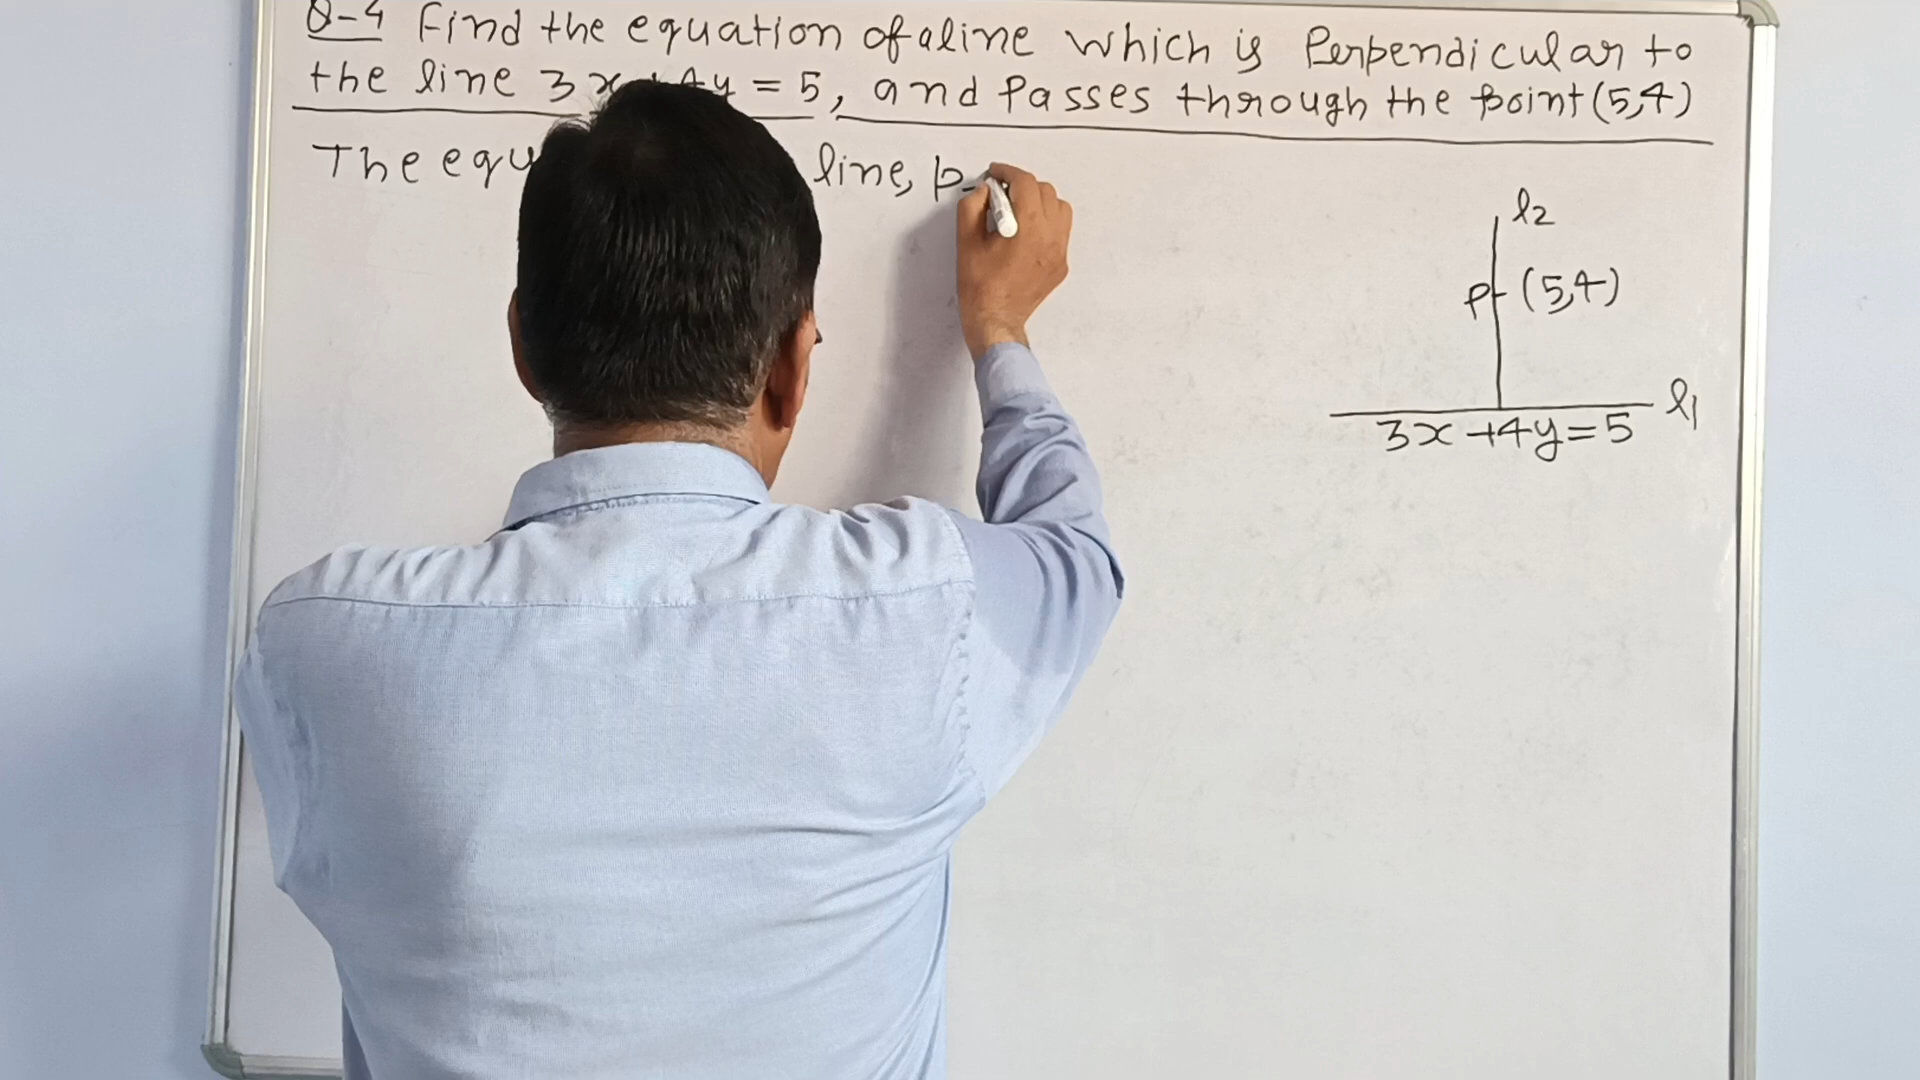 Q-4 Find the equation of a line which is Perpendicular to
the line 3x+4y = 5, and Passes through the point (5,4)
The equ line, p
l2
P (5,4)
l1
3x+4y=5